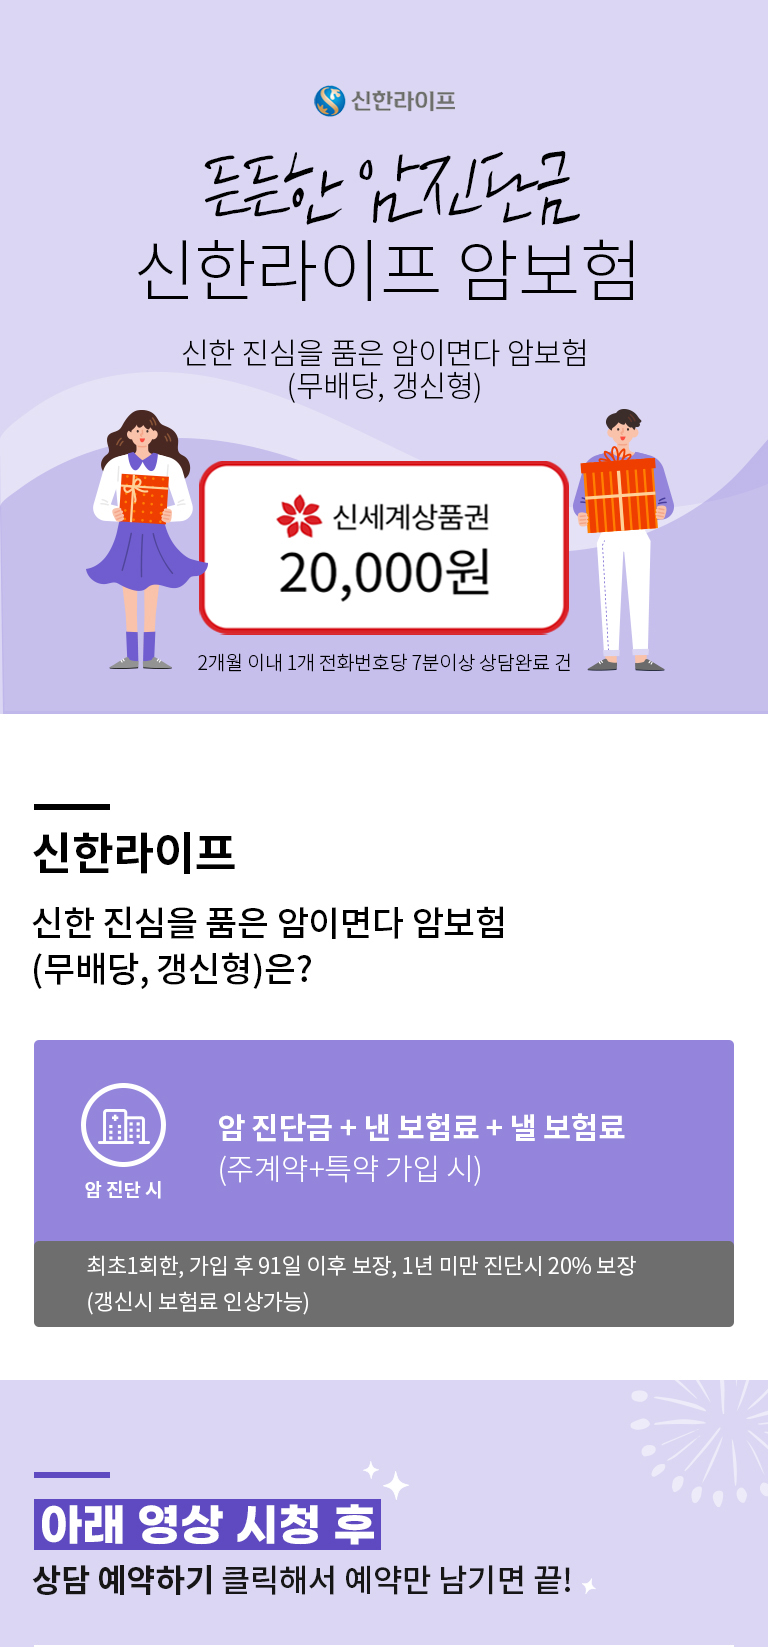 신한라이프
든든한 암진단금
신한라이프 암보험
신한 진심을 품은 암이면다 암보험
(무배당, 갱신형)
신세계상품권
20,000원
2개월 이내 1개 전화번호당 7분이상 상담완료 건
신한라이프
신한 진심을 품은 암이면다 암보험
(무배당, 갱신형)은?
암 진단금 + 낸 보험료 + 낼 보험료
(주계약+특약 가입 시)
암 진단 시
최초1회한, 가입 후 91일 이후 보장, 1년 미만 진단시 20% 보장
(갱신시 보험료 인상가능)
아래 영상 시청 후
상담 예약하기 클릭해서 예약만 남기면 끝!